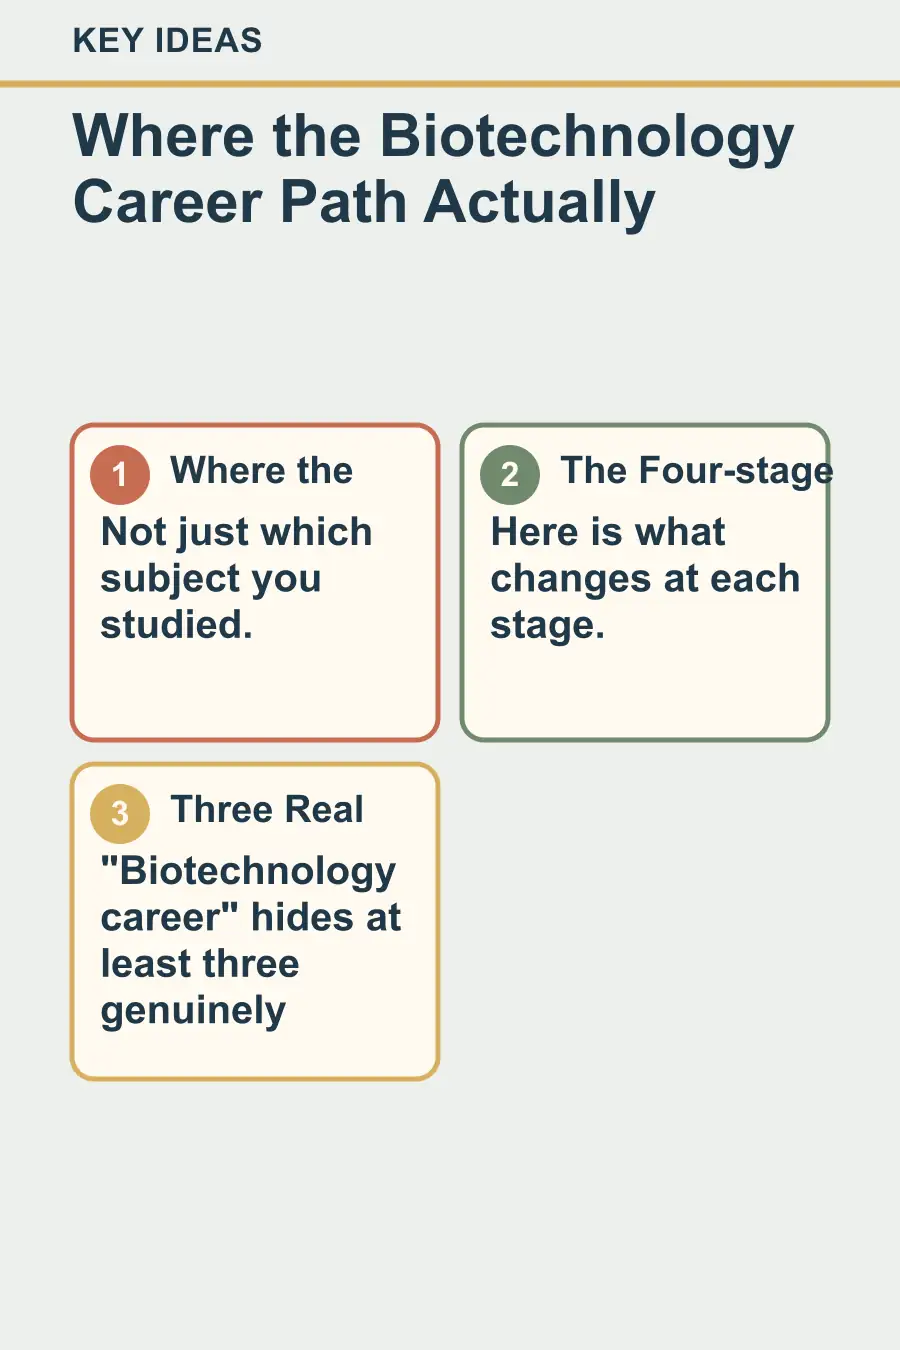 KEY IDEAS
Where the Biotechnology
Career Path Actually
1 Where the
Not just which
subject you
studied.
2 The Four-stage
Here is what
changes at each
stage.
3 Three Real
"Biotechnology
career" hides at
least three
genuinely